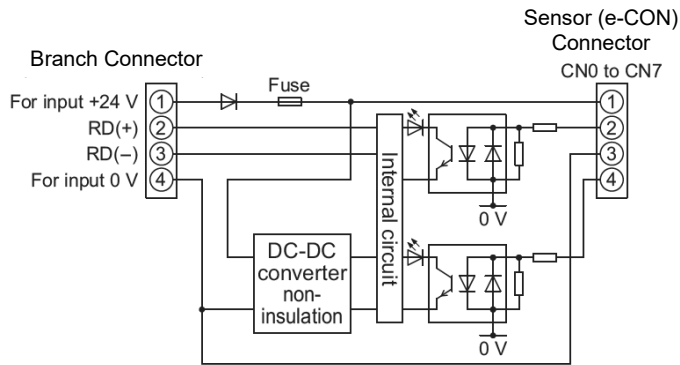 Sensor (e-CON)
Connector
CN0 to CN7
Branch Connector
Fuse
For input +24 V 1
RD(+) 2
RD(−) 3
For input 0 V 4
1
2
3
4
Internal circuit
0 V
DC-DC
converter
non-
insulation
0 V